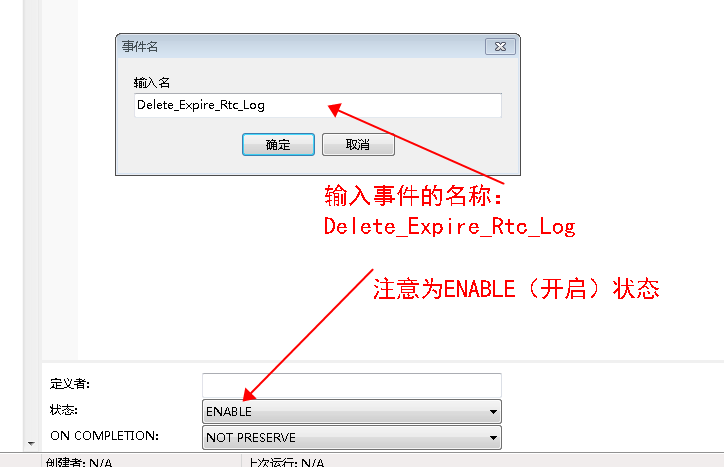 事件名
输入名
Delete_Expire_Rtc_Log
确定 取消
输入事件的名称：
Delete_Expire_Rtc_Log
注意为ENABLE（开启）状态
定义者:
状态: ENABLE
ON COMPLETION: NOT PRESERVE
创建者: N/A 上次运行: N/A